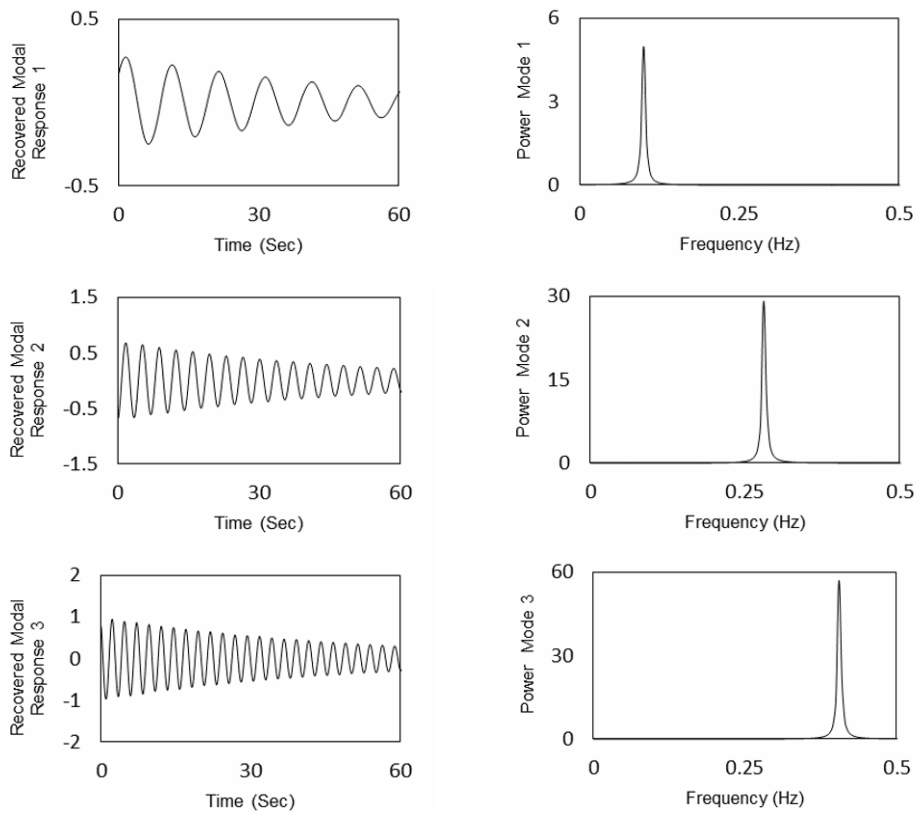 Recovered Modal
Response 1
0.5
-0.5
0
30
60
Time (Sec)
Power Mode 1
6
3
0
0
0.25
0.5
Frequency (Hz)
Recovered Modal
Response 2
1.5
0.5
-0.5
-1.5
0
30
60
Time (Sec)
Power Mode 2
30
15
0
0
0.25
0.5
Frequency (Hz)
Recovered Modal
Response 3
2
1
0
-1
-2
0
30
60
Time (Sec)
Power Mode 3
60
30
0
0
0.25
0.5
Frequency (Hz)